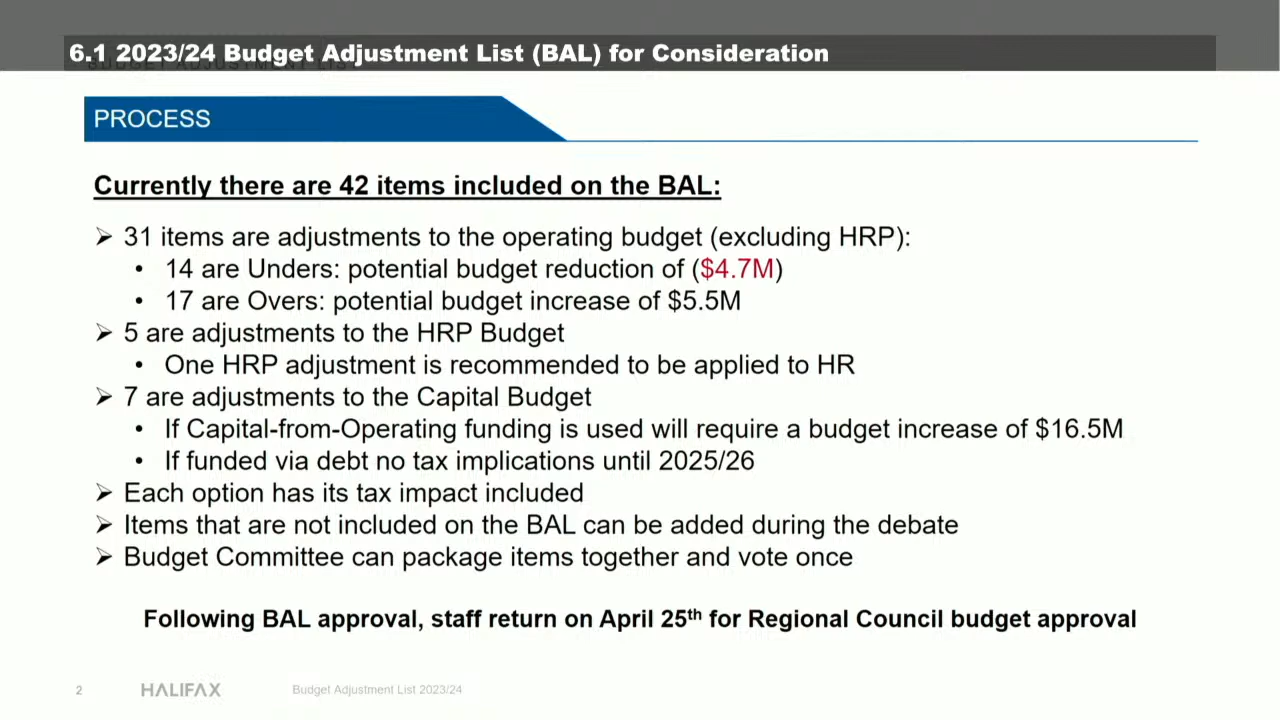 6.1 2023/24 Budget Adjustment List (BAL) for Consideration
BUDGET ADJUSTMENT LIST
PROCESS
Currently there are 42 items included on the BAL:
➢ 31 items are adjustments to the operating budget (excluding HRP):
• 14 are Unders: potential budget reduction of ($4.7M)
• 17 are Overs: potential budget increase of $5.5M
➢ 5 are adjustments to the HRP Budget
• One HRP adjustment is recommended to be applied to HR
➢ 7 are adjustments to the Capital Budget
• If Capital-from-Operating funding is used will require a budget increase of $16.5M
• If funded via debt no tax implications until 2025/26
➢ Each option has its tax impact included
➢ Items that are not included on the BAL can be added during the debate
➢ Budget Committee can package items together and vote once
Following BAL approval, staff return on April 25th for Regional Council budget approval
2 HALIFAX Budget Adjustment List 2023/24